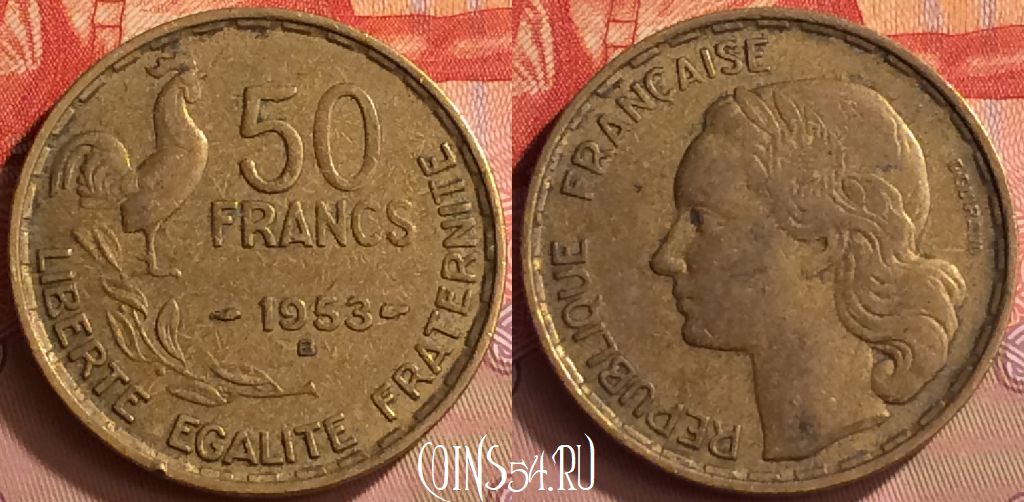 50
FRANCS
1953
B
LIBERTE EGALITE FRATERNITE
REPUBLIQUE FRANÇAISE
COINS54.RU